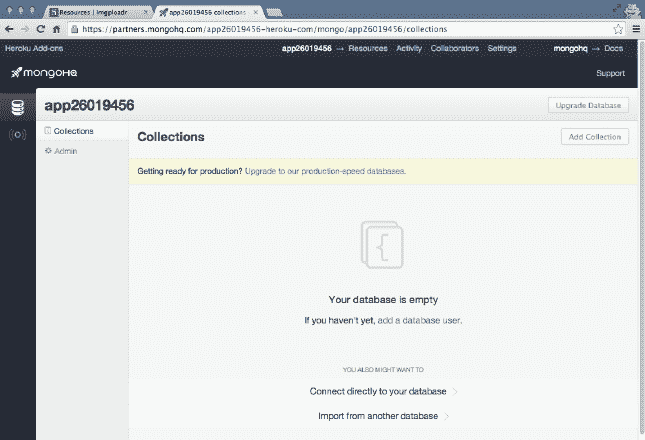 Resources | Imgploadr
app26019456 collections -
https://partners.mongohq.com/app26019456-heroku-com/mongo/app26019456/collections
Heroku Add-ons app26019456 → Resources Activity Collaborators Settings mongohq → Docs
MONGOHQ Support
app26019456 Upgrade Database
Collections Collections Add Collection
Admin
Getting ready for production? Upgrade to our production-speed databases.
{
Your database is empty
If you haven't yet, add a database user.
YOU ALSO MIGHT WANT TO
Connect directly to your database
Import from another database